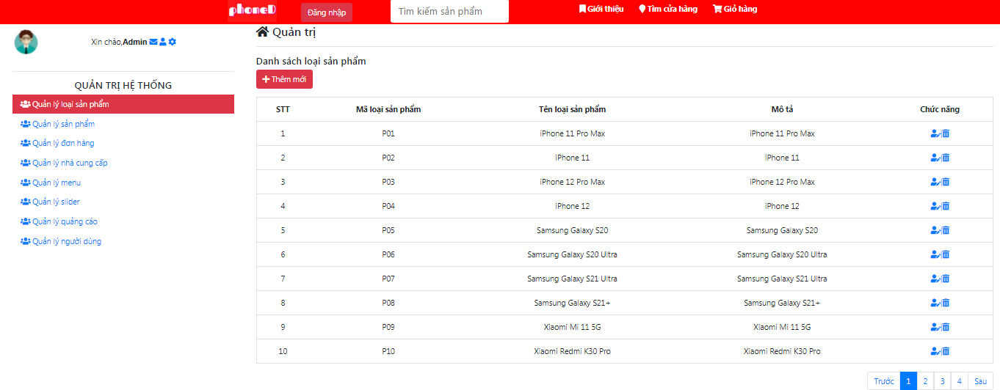 phoneD Đăng nhập Tìm kiếm sản phẩm Giới thiệu Tìm cửa hàng Giỏ hàng
Xin chào,Admin
QUẢN TRỊ HỆ THỐNG
Quản lý loại sản phẩm
Quản lý sản phẩm
Quản lý đơn hàng
Quản lý nhà cung cấp
Quản lý menu
Quản lý slider
Quản lý quảng cáo
Quản lý người dùng
Quản trị
Danh sách loại sản phẩm
+ Thêm mới
STT Mã loại sản phẩm Tên loại sản phẩm Mô tả Chức năng
1 P01 iPhone 11 Pro Max iPhone 11 Pro Max
2 P02 iPhone 11 iPhone 11
3 P03 iPhone 12 Pro Max iPhone 12 Pro Max
4 P04 iPhone 12 iPhone 12
5 P05 Samsung Galaxy S20 Samsung Galaxy S20
6 P06 Samsung Galaxy S20 Ultra Samsung Galaxy S20 Ultra
7 P07 Samsung Galaxy S21 Ultra Samsung Galaxy S21 Ultra
8 P08 Samsung Galaxy S21+ Samsung Galaxy S21+
9 P09 Xiaomi Mi 11 5G Xiaomi Mi 11 5G
10 P10 Xiaomi Redmi K30 Pro Xiaomi Redmi K30 Pro
Trước 1 2 3 4 Sau